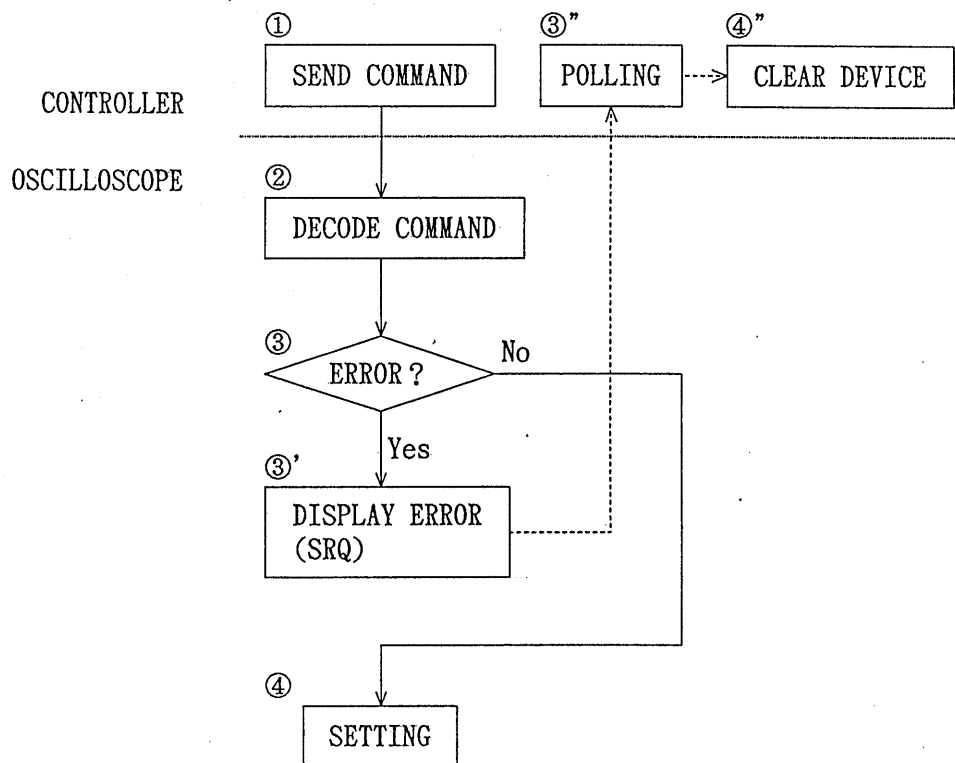 ① ③” ④”
SEND COMMAND POLLING CLEAR DEVICE
CONTROLLER
OSCILLOSCOPE
②
DECODE COMMAND
③ No
ERROR?
Yes
③’
DISPLAY ERROR
(SRQ)
④
SETTING